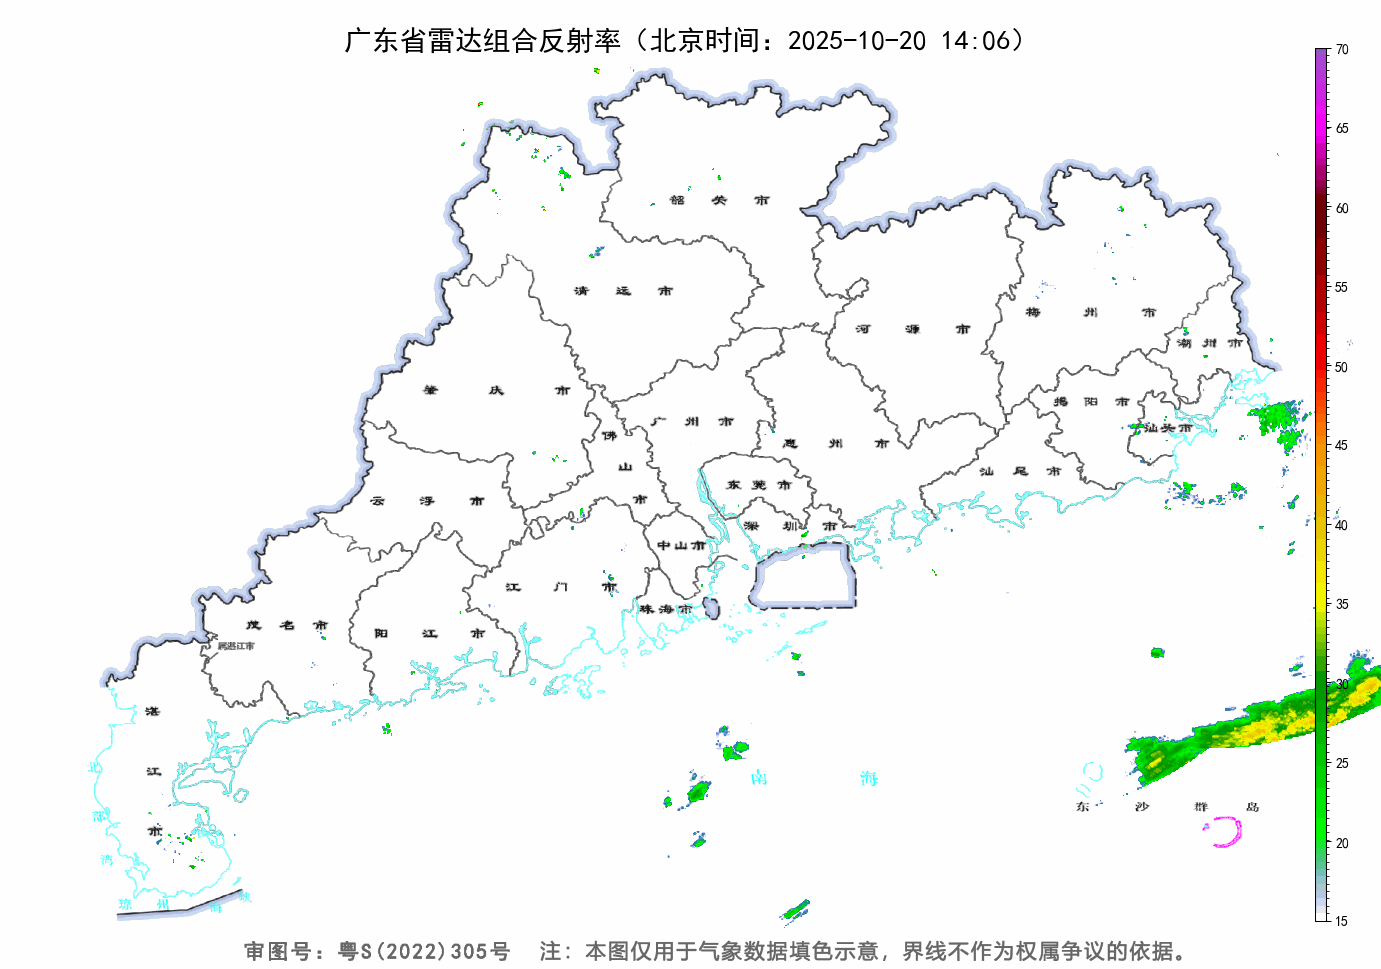 广东省雷达组合反射率（北京时间：2025-10-20 14:06）
70
65
60
55
50
45
40
35
30
25
20
15
韶关市
清远市
河源市
梅州市
潮州市
肇庆市
广州市
惠州市
揭阳市
汕头市
汕尾市
佛山市
云浮市
东莞市
深圳市
中山市
江门市
珠海市
茂名市
阳江市
属湛江市
湛江市
北部湾
琼州海峡
南海
东沙群岛
审图号：粤S(2022)305号 注：本图仅用于气象数据填色示意，界线不作为权属争议的依据。